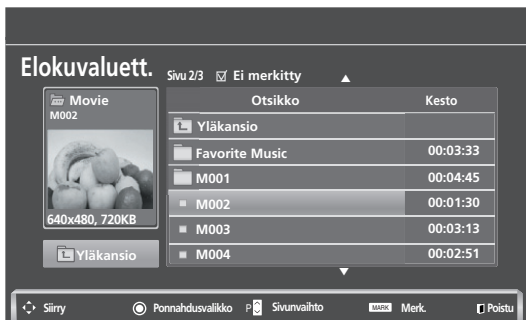 Elokuvaluett.
Sivu 2/3 Ei merkitty
Movie
M002
640x480, 720KB
Yläkansio
Otsikko Kesto
Yläkansio
Favorite Music 00:03:33
M001 00:04:45
M002 00:01:30
M003 00:03:13
M004 00:02:51
Siirry Ponnahdusvalikko P Sivunvaihto MARK Merk. Poistu